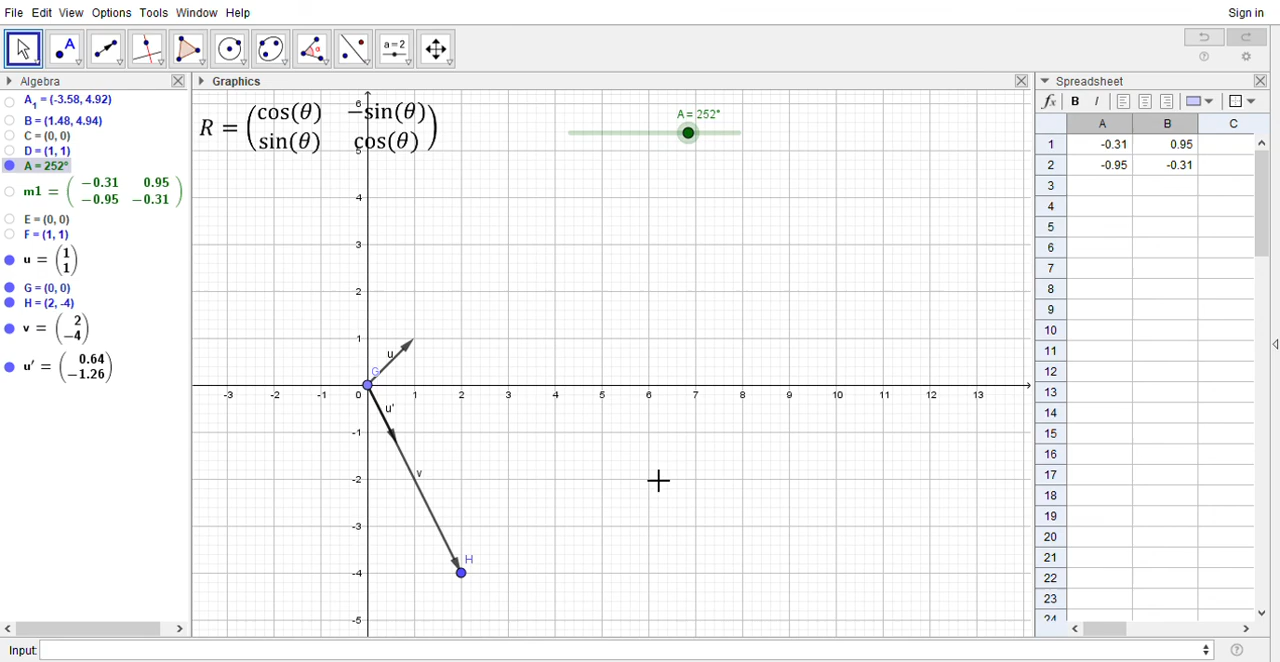 File Edit View Options Tools Window Help Sign in
A a=2
Algebra Graphics Spreadsheet
fx B I
A₁ = (-3.58, 4.92)
B = (1.48, 4.94)
C = (0, 0)
D = (1, 1)
A = 252°
m1 = ( −0.31 0.95
−0.95 −0.31 )
E = (0, 0)
F = (1, 1)
u = ( 1
1 )
G = (0, 0)
H = (2, -4)
v = ( 2
−4 )
u′ = ( 0.64
−1.26 )
R = ( cos(θ) −sin(θ)
sin(θ) cos(θ) )
A = 252°
6
5
4
3
2
1
u
G
-3 -2 -1 0 1 2 3 4 5 6 7 8 9 10 11 12 13
u'
-1
v
-2
-3
H
-4
-5
A B C
1 -0.31 0.95
2 -0.95 -0.31
3
4
5
6
7
8
9
10
11
12
13
14
15
16
17
18
19
20
21
22
23
24
Input: